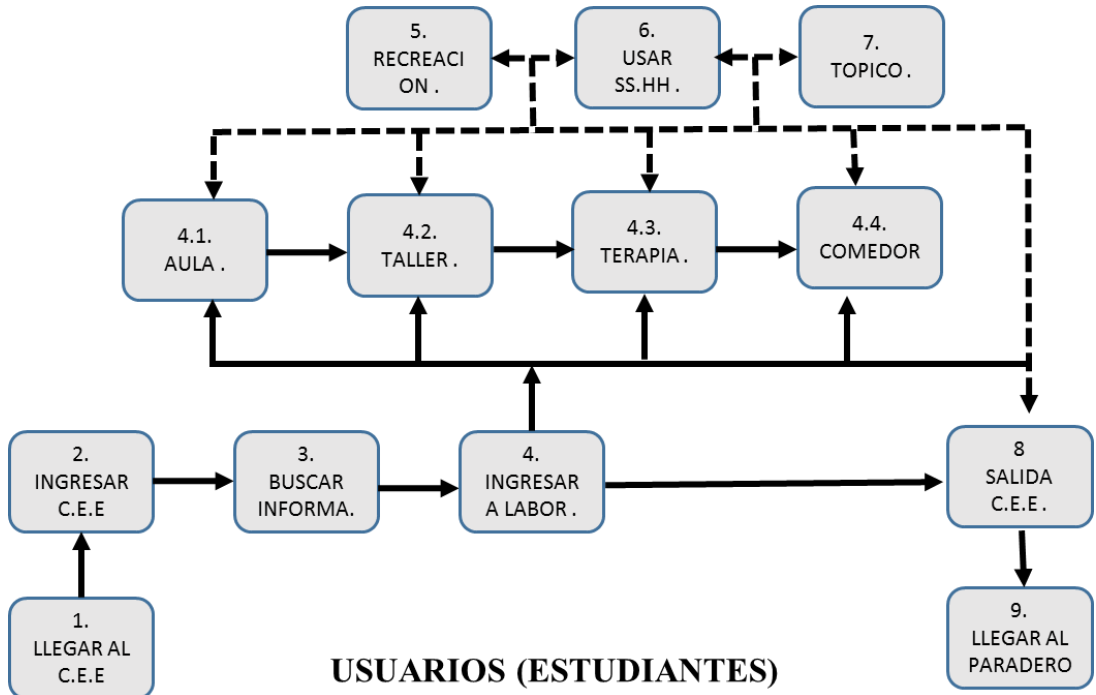 5.
RECREACI
ON .
6.
USAR
SS.HH .
7.
TOPICO .
4.1.
AULA .
4.2.
TALLER .
4.3.
TERAPIA .
4.4.
COMEDOR
2.
INGRESAR
C.E.E
3.
BUSCAR
INFORMA.
4.
INGRESAR
A LABOR .
8
SALIDA
C.E.E .
1.
LLEGAR AL
C.E.E
9.
LLEGAR AL
PARADERO
USUARIOS (ESTUDIANTES)